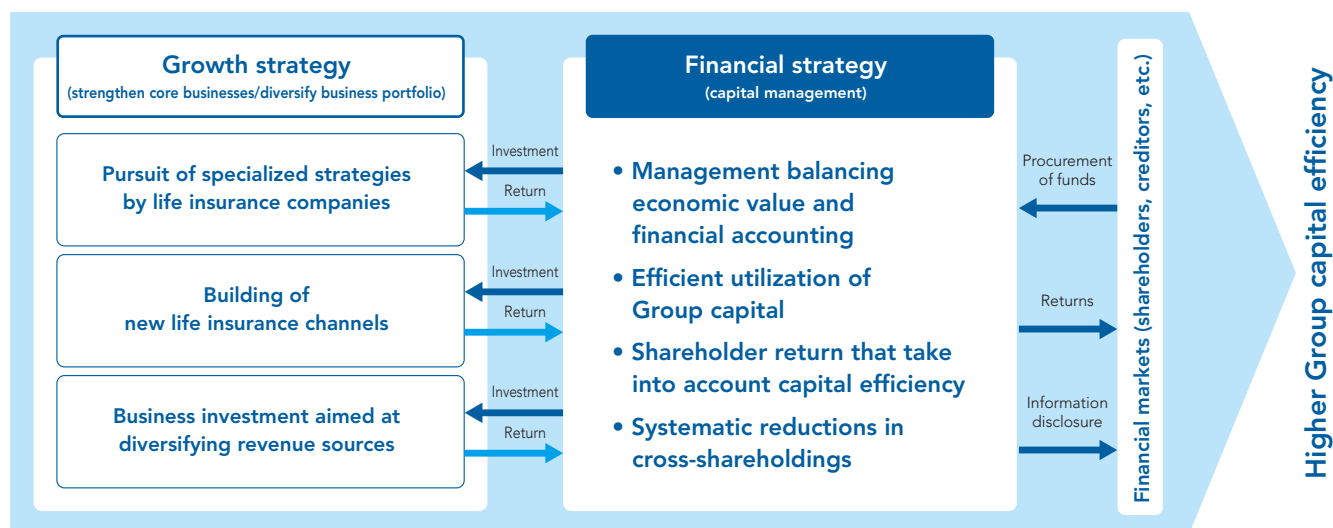 Growth strategy
(strengthen core businesses/diversify business portfolio)
Pursuit of specialized strategies
by life insurance companies
Building of
new life insurance channels
Business investment aimed at
diversifying revenue sources
Investment
Return
Investment
Return
Investment
Return
Financial strategy
(capital management)
• Management balancing
economic value and
financial accounting
• Efficient utilization of
Group capital
• Shareholder return that take
into account capital efficiency
• Systematic reductions in
cross-shareholdings
Procurement
of funds
Returns
Information
disclosure
Financial markets (shareholders, creditors, etc.)
Higher Group capital efficiency